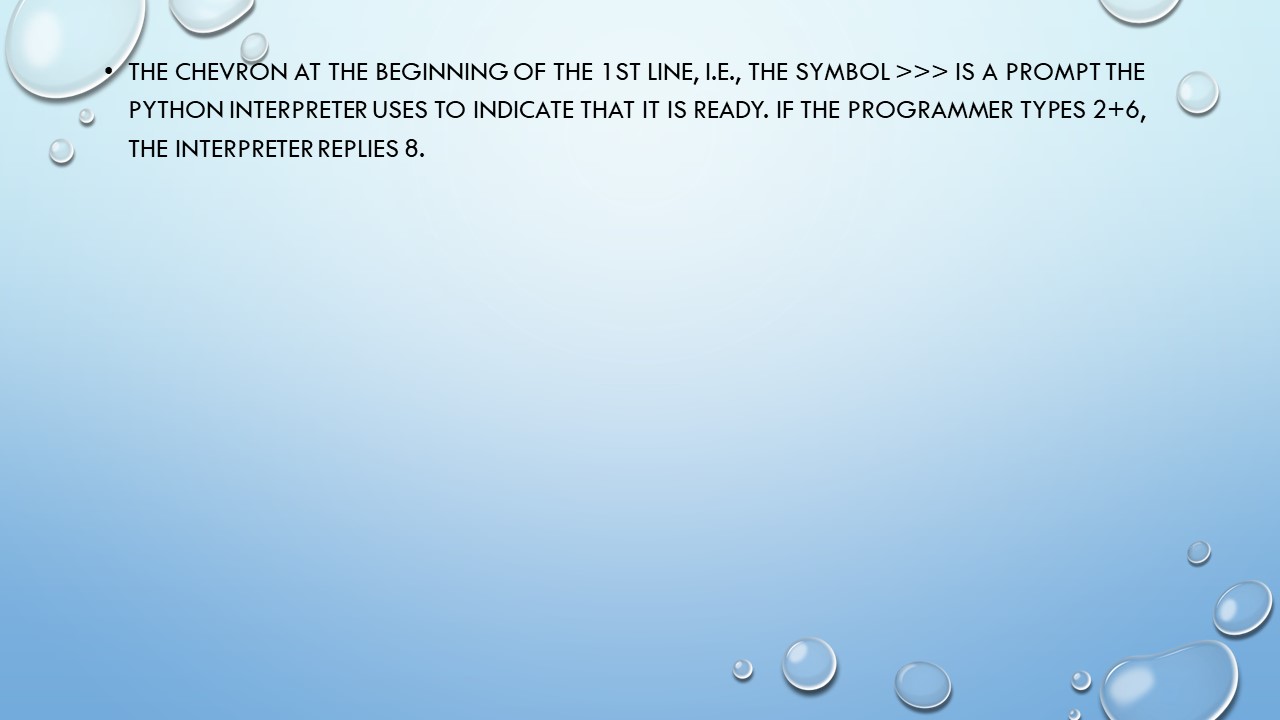 • THE CHEVRON AT THE BEGINNING OF THE 1ST LINE, I.E., THE SYMBOL >>> IS A PROMPT THE
PYTHON INTERPRETER USES TO INDICATE THAT IT IS READY. IF THE PROGRAMMER TYPES 2+6,
THE INTERPRETER REPLIES 8.